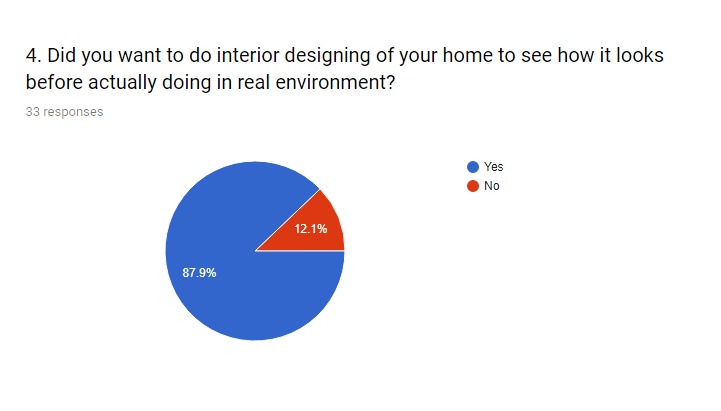 4. Did you want to do interior designing of your home to see how it looks
before actually doing in real environment?
33 responses
Yes
No
12.1%
87.9%